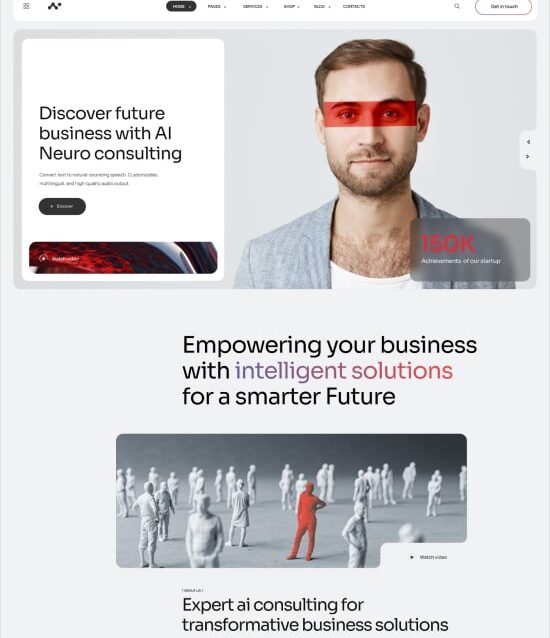 HOME
PAGES
SERVICES
SHOP
BLOG
CONTACTS
Get in touch
Discover future
business with AI
Neuro consulting
Convert text to natural-sounding speech. Customizable,
multilingual, and high-quality audio output.
Discover
Watch video
150K
Achievements of our startup
Empowering your business
with intelligent solutions
for a smarter Future
Watch video
/ about us /
Expert ai consulting for
transformative business solutions